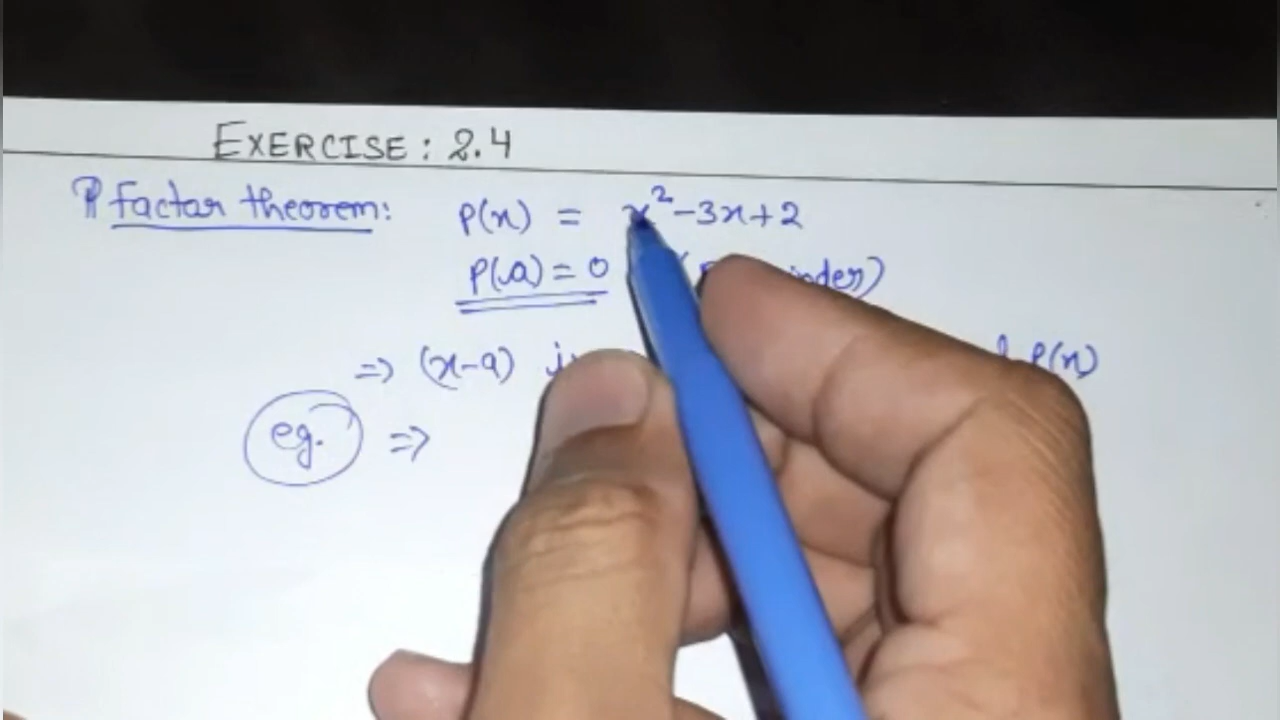 EXERCISE: 2.4
factor theorem: P(x) = x²-3x+2
P(a) = 0
=> (x-a) P(x)
eg. =>